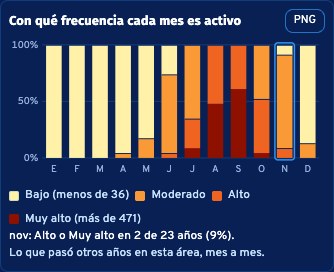 Con qué frecuencia cada mes es activo
PNG
100%
50%
0%
E F M A M J J A S O N D
Bajo (menos de 36) Moderado Alto
Muy alto (más de 471)
nov: Alto o Muy alto en 2 de 23 años (9%).
Lo que pasó otros años en esta área, mes a mes.